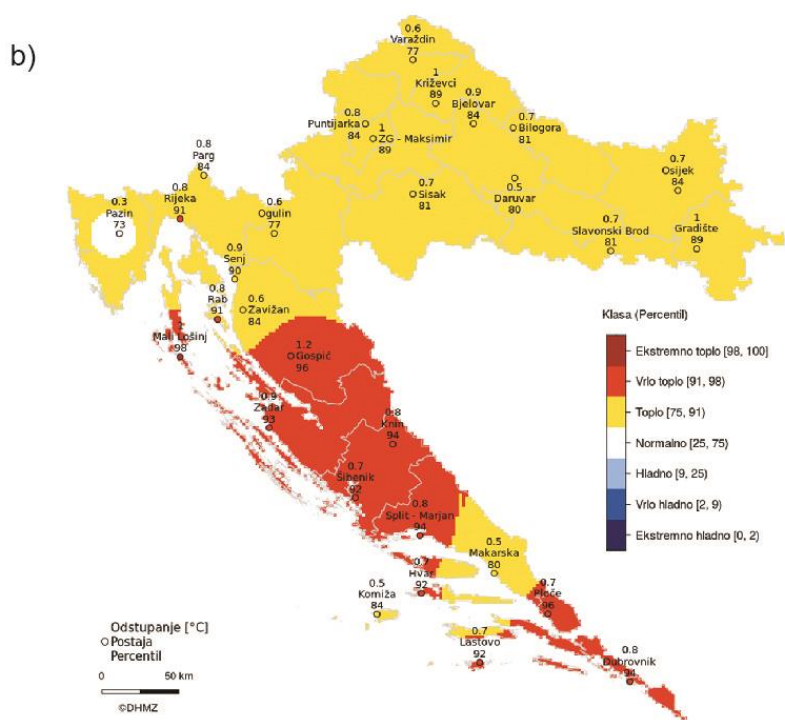 b)
0.6
Varaždin
77
1
Križevci
89
0.9
Bjelovar
84
0.8
Puntijarka
84
1
ZG - Maksimir
89
0.7
Bilogora
81
0.8
Parg
84
0.7
Osijek
84
0.3
Pazin
73
0.8
Rijeka
91
0.6
Ogulin
77
0.7
Sisak
81
0.5
Daruvar
80
0.7
Slavonski Brod
81
1
Gradište
89
0.9
Senj
90
0.8
Rab
91
0.6
Zavižan
84
1
Mali Lošinj
98
1.2
Gospić
96
0.9
Zadar
93
0.8
Knin
94
0.7
Šibenik
92
0.8
Split - Marjan
94
0.5
Makarska
80
0.7
Hvar
92
0.5
Komiža
84
0.7
Ploče
96
0.7
Lastovo
92
0.8
Dubrovnik
94
Klasa (Percentil)
Ekstremno toplo [98, 100]
Vrlo toplo [91, 98)
Toplo [75, 91)
Normalno [25, 75)
Hladno [9, 25)
Vrlo hladno [2, 9)
Ekstremno hladno [0, 2)
Odstupanje [°C]
Postaja
Percentil
0 50 km
©DHMZ